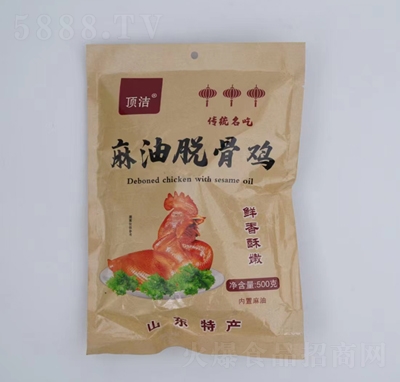 5888.TV
顶洁®
传统名吃
麻油脱骨鸡
Deboned chicken with sesame oil
鲜香酥嫩
净含量:500克
内置麻油
山东特产
火爆食品招商网